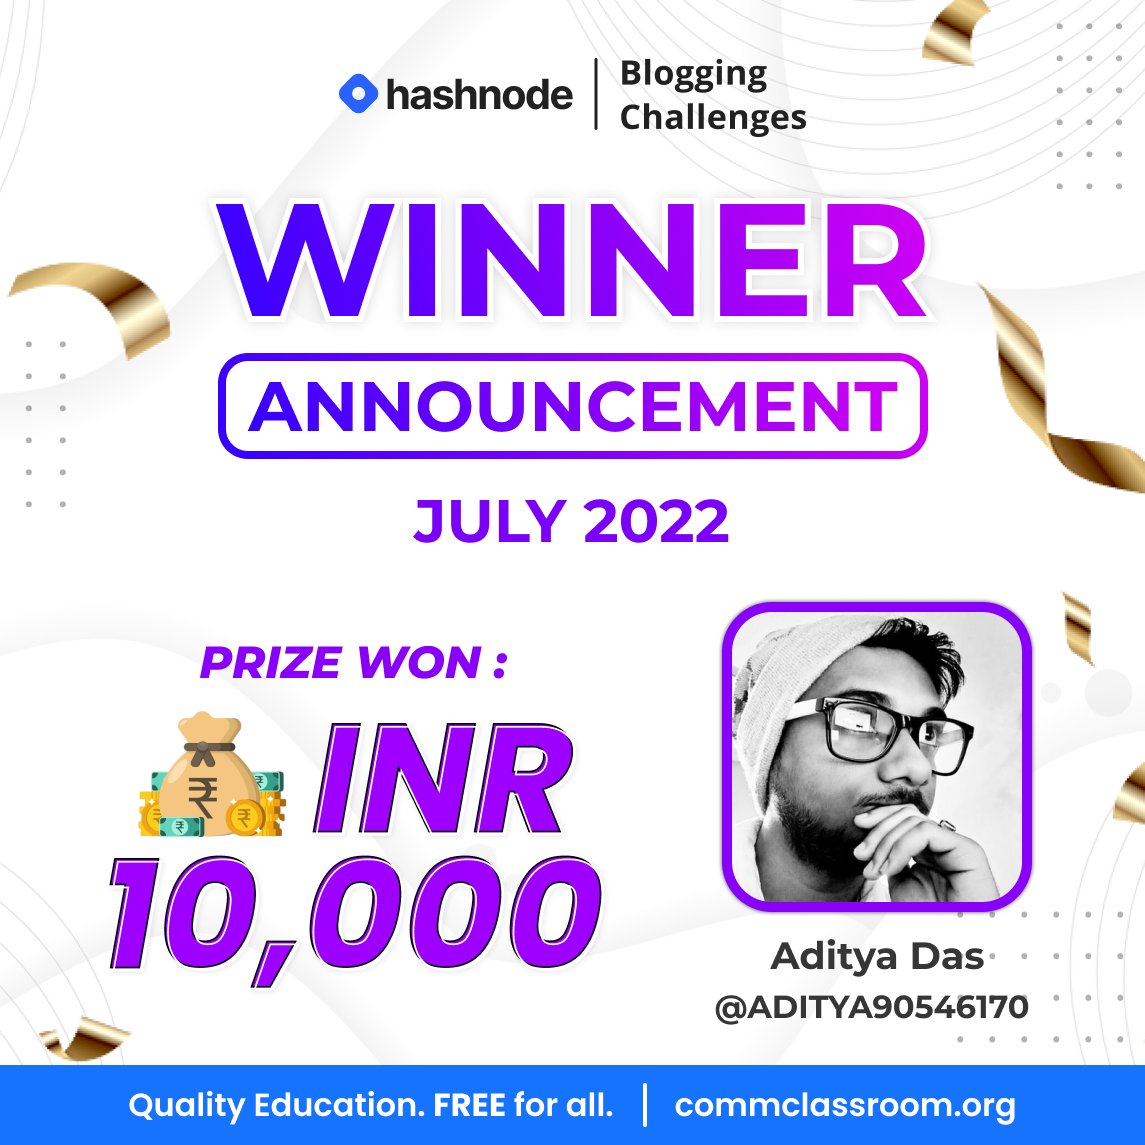 hashnode
Blogging
Challenges
WINNER
ANNOUNCEMENT
JULY 2022
PRIZE WON :
₹
₹
₹
₹
₹
INR
10,000
Aditya Das
@ADITYA90546170
Quality Education. FREE for all.
commclassroom.org